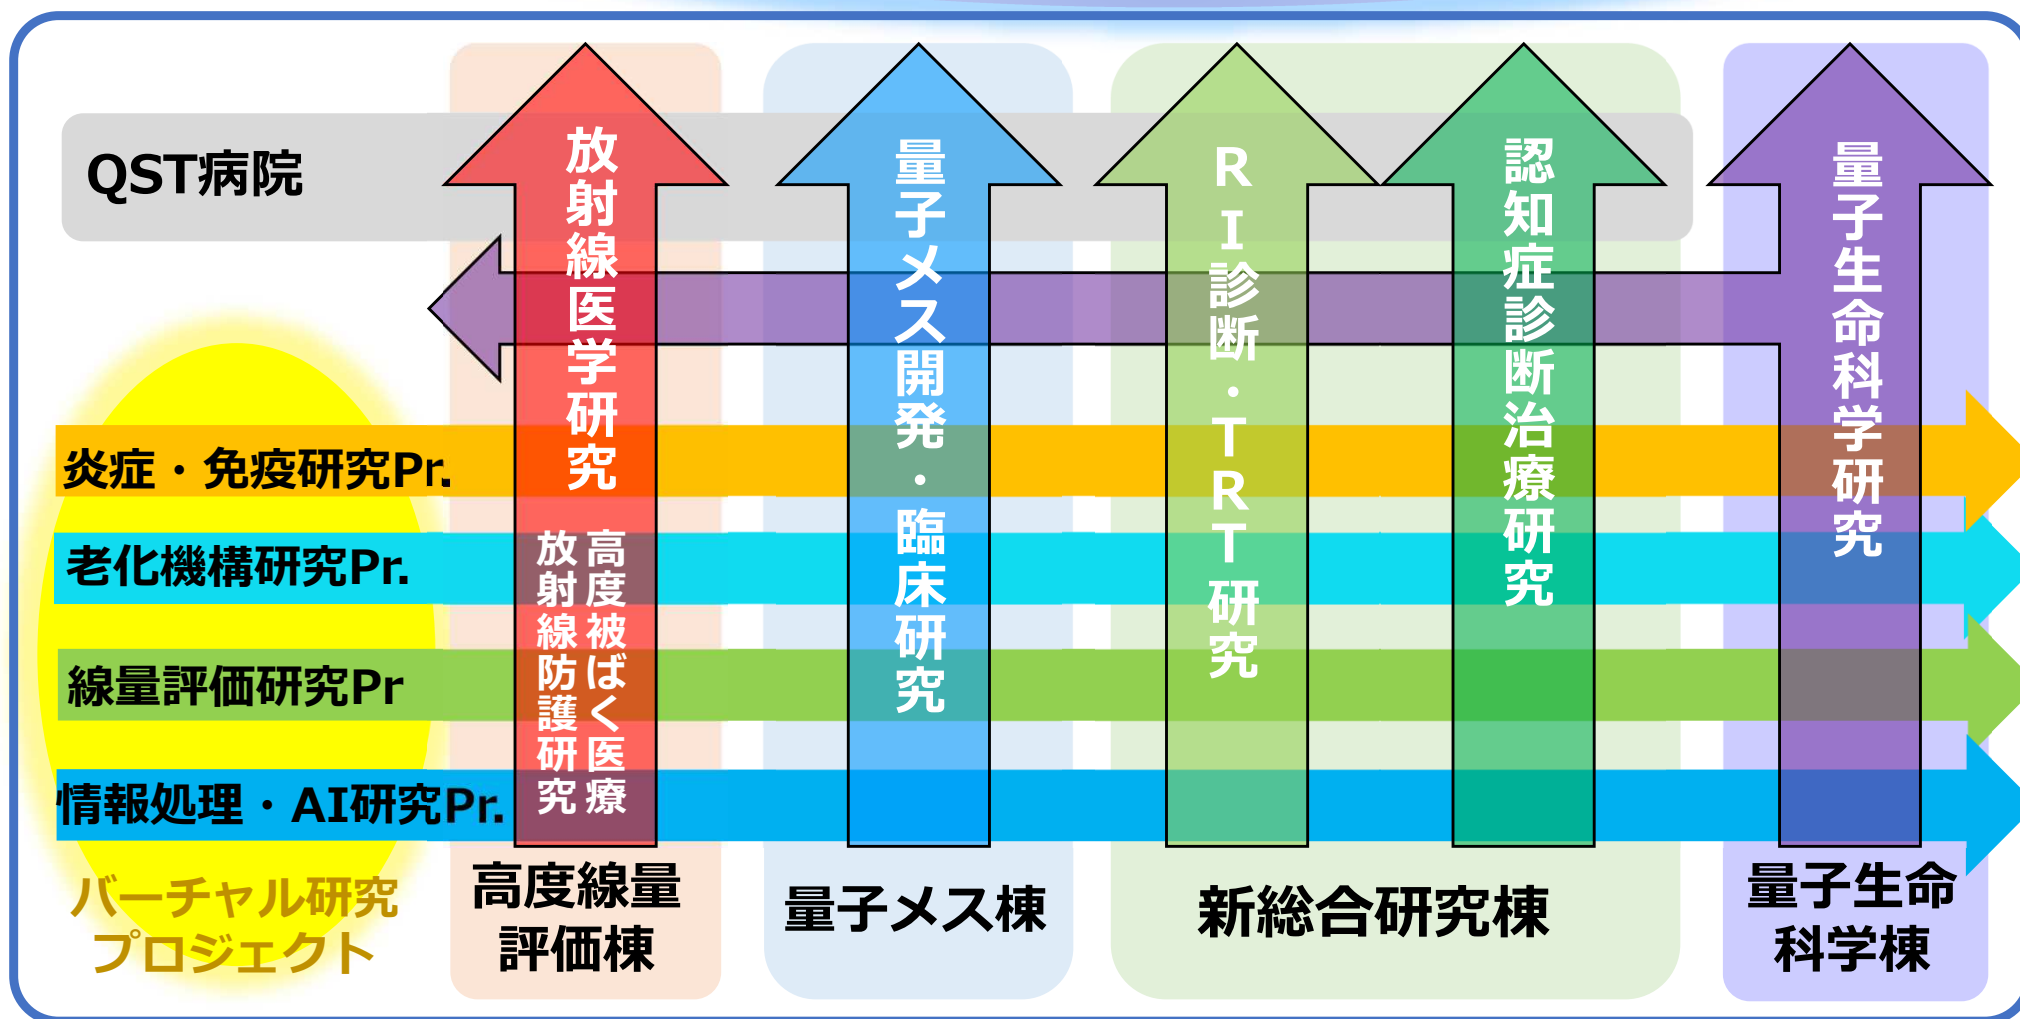 QST病院
放射線医学研究
高度被ばく医療
放射線防護研究
量子メス開発・臨床研究
RI診断・TRT研究
認知症診断治療研究
量子生命科学研究
炎症・免疫研究Pr.
老化機構研究Pr.
線量評価研究Pr
情報処理・AI研究Pr.
バーチャル研究
プロジェクト
高度線量
評価棟
量子メス棟
新総合研究棟
量子生命
科学棟